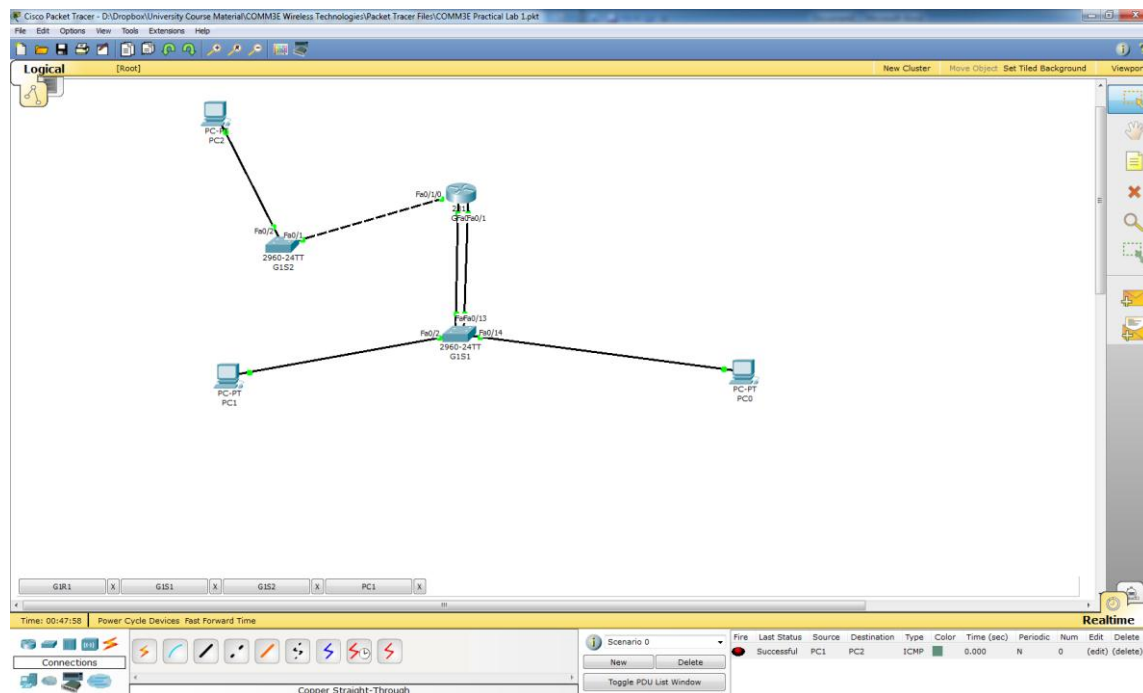 Cisco Packet Tracer - D:\Dropbox\University Course Material\COMM3E Wireless Technologies\Packet Tracer Files\COMM3E Practical Lab 1.pkt
File Edit Options View Tools Extensions Help
Logical [Root] New Cluster Move Object Set Tiled Background Viewport
PC2
Fa0/1/0
Fa0/1
Fa0/2 Fa0/1
2960-24TT
G1S2
Fa0/13
Fa0/2 Fa0/14
2960-24TT
G1S1
PC-PT
PC1
PC-PT
PC0
G1R1 X G1S1 X G1S2 X PC1 X
Time: 00:47:58 Power Cycle Devices Fast Forward Time Realtime
Connections
Copper Straight-Through
Scenario 0
New Delete
Toggle PDU List Window
Fire Last Status Source Destination Type Color Time (sec) Periodic Num Edit Delete
Successful PC1 PC2 ICMP 0.000 N 0 (edit) (delete)